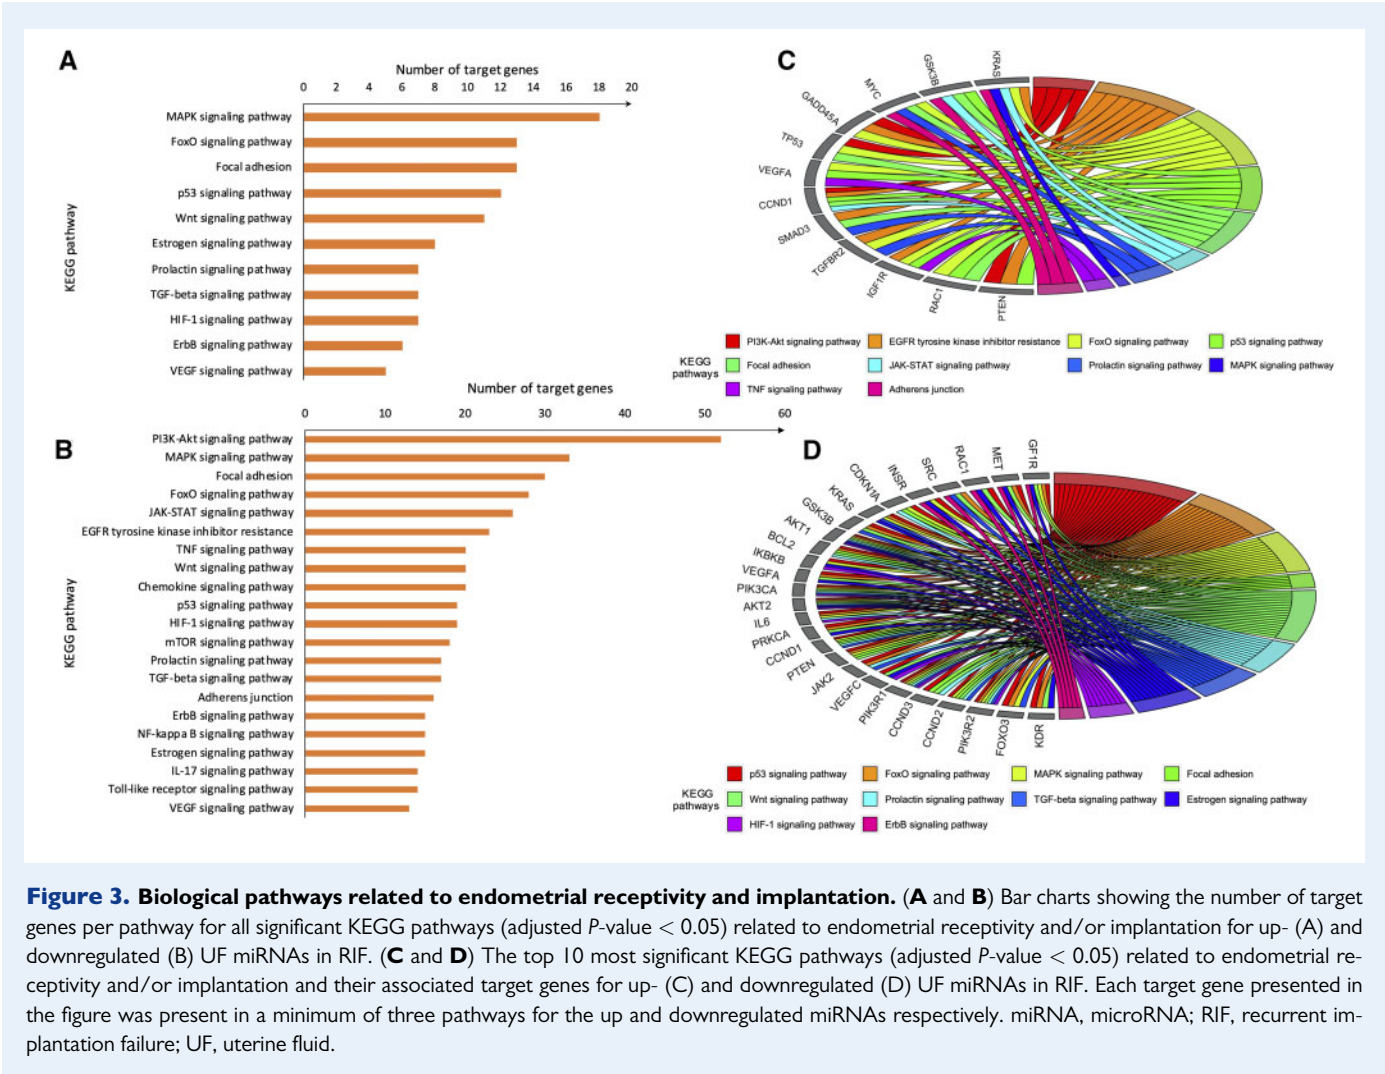 A
Number of target genes
0 2 4 6 8 10 12 14 16 18 20
KEGG pathway
MAPK signaling pathway
FoxO signaling pathway
Focal adhesion
p53 signaling pathway
Wnt signaling pathway
Estrogen signaling pathway
Prolactin signaling pathway
TGF-beta signaling pathway
HIF-1 signaling pathway
ErbB signaling pathway
VEGF signaling pathway
B
Number of target genes
0 10 20 30 40 50 60
KEGG pathway
PI3K-Akt signaling pathway
MAPK signaling pathway
Focal adhesion
FoxO signaling pathway
JAK-STAT signaling pathway
EGFR tyrosine kinase inhibitor resistance
TNF signaling pathway
Wnt signaling pathway
Chemokine signaling pathway
p53 signaling pathway
HIF-1 signaling pathway
mTOR signaling pathway
Prolactin signaling pathway
TGF-beta signaling pathway
Adherens junction
ErbB signaling pathway
NF-kappa B signaling pathway
Estrogen signaling pathway
IL-17 signaling pathway
Toll-like receptor signaling pathway
VEGF signaling pathway
C
KRAS
GSK3B
MYC
GADD45A
TP53
VEGFA
CCND1
SMAD3
TGFBR2
IGF1R
RAC1
PTEN
KEGG
pathways
PI3K-Akt signaling pathway EGFR tyrosine kinase inhibitor resistance FoxO signaling pathway p53 signaling pathway
Focal adhesion JAK-STAT signaling pathway Prolactin signaling pathway MAPK signaling pathway
TNF signaling pathway Adherens junction
D
GF1R
MET
RAC1
SRC
INSR
CDKN1A
KRAS
GSK3B
AKT1
BCL2
IKBKB
VEGFA
PIK3CA
AKT2
IL6
PRKCA
CCND1
PTEN
JAK2
VEGFC
PIK3R1
CCND3
CCND2
PIK3R2
FOXO3
KDR
KEGG
pathways
p53 signaling pathway FoxO signaling pathway MAPK signaling pathway Focal adhesion
Wnt signaling pathway Prolactin signaling pathway TGF-beta signaling pathway Estrogen signaling pathway
HIF-1 signaling pathway ErbB signaling pathway
Figure 3. Biological pathways related to endometrial receptivity and implantation. (A and B) Bar charts showing the number of target
genes per pathway for all significant KEGG pathways (adjusted P-value < 0.05) related to endometrial receptivity and/or implantation for up- (A) and
downregulated (B) UF miRNAs in RIF. (C and D) The top 10 most significant KEGG pathways (adjusted P-value < 0.05) related to endometrial re-
ceptivity and/or implantation and their associated target genes for up- (C) and downregulated (D) UF miRNAs in RIF. Each target gene presented in
the figure was present in a minimum of three pathways for the up and downregulated miRNAs respectively. miRNA, microRNA; RIF, recurrent im-
plantation failure; UF, uterine fluid.